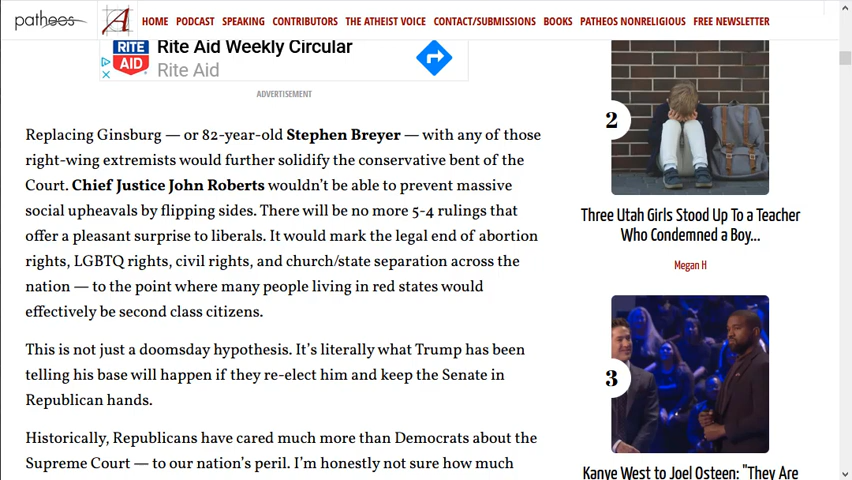 patheos
A
HOME PODCAST SPEAKING CONTRIBUTORS THE ATHEIST VOICE CONTACT/SUBMISSIONS BOOKS PATHEOS NONRELIGIOUS FREE NEWSLETTER
RITE
AID
Rite Aid Weekly Circular
Rite Aid
ADVERTISEMENT
Replacing Ginsburg — or 82-year-old Stephen Breyer — with any of those
right-wing extremists would further solidify the conservative bent of the
Court. Chief Justice John Roberts wouldn’t be able to prevent massive
social upheavals by flipping sides. There will be no more 5-4 rulings that
offer a pleasant surprise to liberals. It would mark the legal end of abortion
rights, LGBTQ rights, civil rights, and church/state separation across the
nation — to the point where many people living in red states would
effectively be second class citizens.
This is not just a doomsday hypothesis. It’s literally what Trump has been
telling his base will happen if they re-elect him and keep the Senate in
Republican hands.
Historically, Republicans have cared much more than Democrats about the
Supreme Court — to our nation’s peril. I’m honestly not sure how much
2
Three Utah Girls Stood Up To a Teacher
Who Condemned a Boy...
Megan H
3
Kanye West to Joel Osteen: "They Are